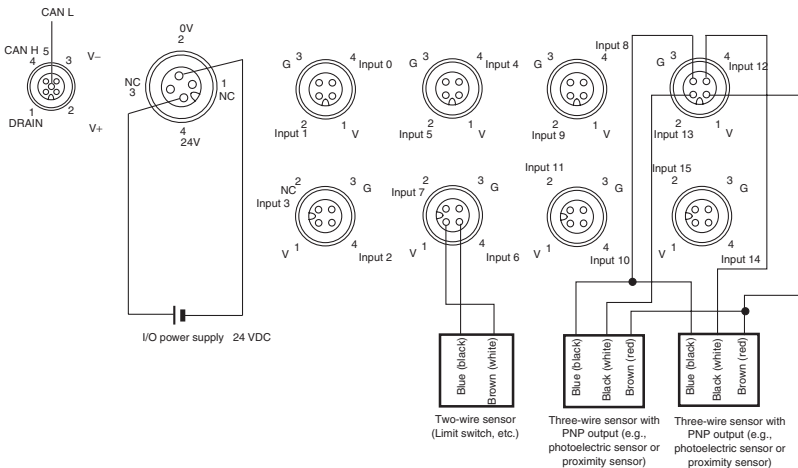 CAN L
CAN H 5
4 3 V−
1 2
DRAIN V+
0V
2
NC
3
1
NC
4
24V
G 3 4 Input 0
2 1
Input 1 V
G 3 4 Input 4
2 1
Input 5 V
G 3 4 Input 8
2 1
Input 9 V
G 3 4 Input 12
2 1
Input 13 V
NC 2 3 G
Input 3
V 1 4 Input 2
Input 7 2 3 G
V 1 4 Input 6
Input 11
2 3 G
V 1 4 Input 10
Input 15
2 3 G
V 1 4 Input 14
I/O power supply 24 VDC
Blue (black)
Brown (white)
Blue (black)
Black (white)
Brown (red)
Blue (black)
Black (white)
Brown (red)
Two-wire sensor
(Limit switch, etc.)
Three-wire sensor with
PNP output (e.g.,
photoelectric sensor or
proximity sensor)
Three-wire sensor with
PNP output (e.g.,
photoelectric sensor or
proximity sensor)